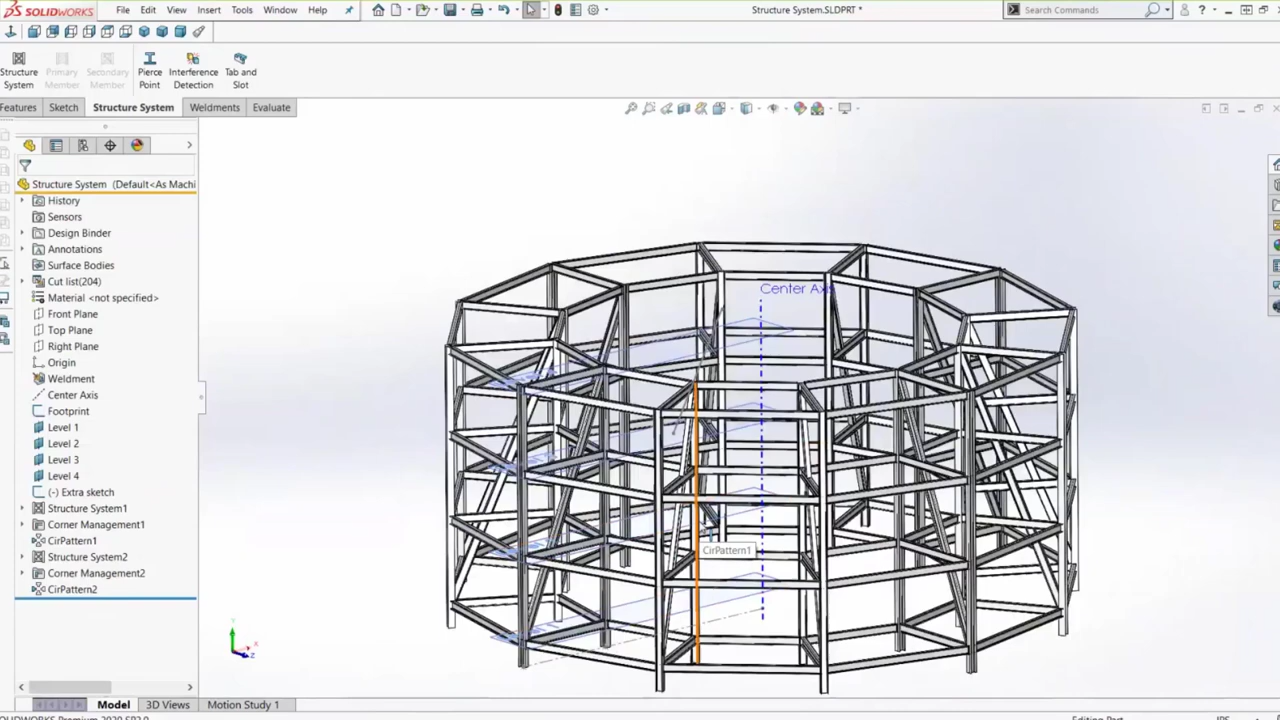 SOLIDWORKS File Edit View Insert Tools Window Help Structure System.SLDPRT * Search Commands
Structure System Primary Member Secondary Member Pierce Point Interference Detection Tab and Slot
Features Sketch Structure System Weldments Evaluate
Structure System (Default<As Machi
History
Sensors
Design Binder
Annotations
Surface Bodies
Cut list(204)
Material <not specified>
Front Plane
Top Plane
Right Plane
Origin
Weldment
Center Axis
Footprint
Level 1
Level 2
Level 3
Level 4
(-) Extra sketch
Structure System1
Corner Management1
CirPattern1
Structure System2
Corner Management2
CirPattern2
Center Axis
CirPattern1
Y
X
Z
Model 3D Views Motion Study 1
SOLIDWORKS Premium 2020 SP3.0 Editing Part IPS